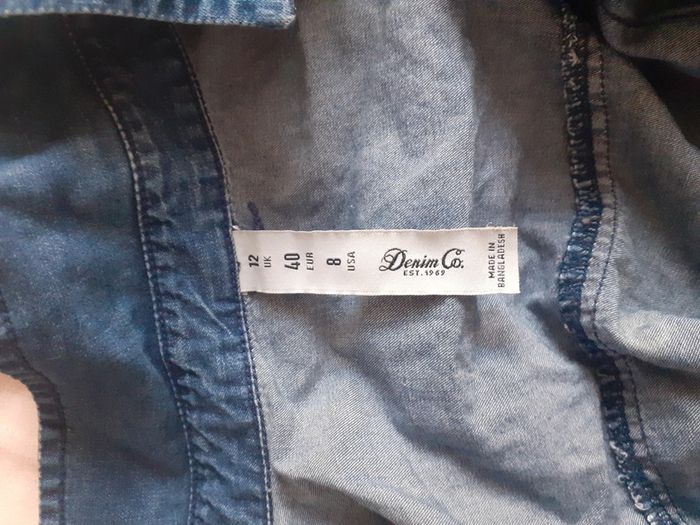 12
UK
40
EUR
8
USA
Denim Co.
EST. 1969
MADE IN
BANGLADESH